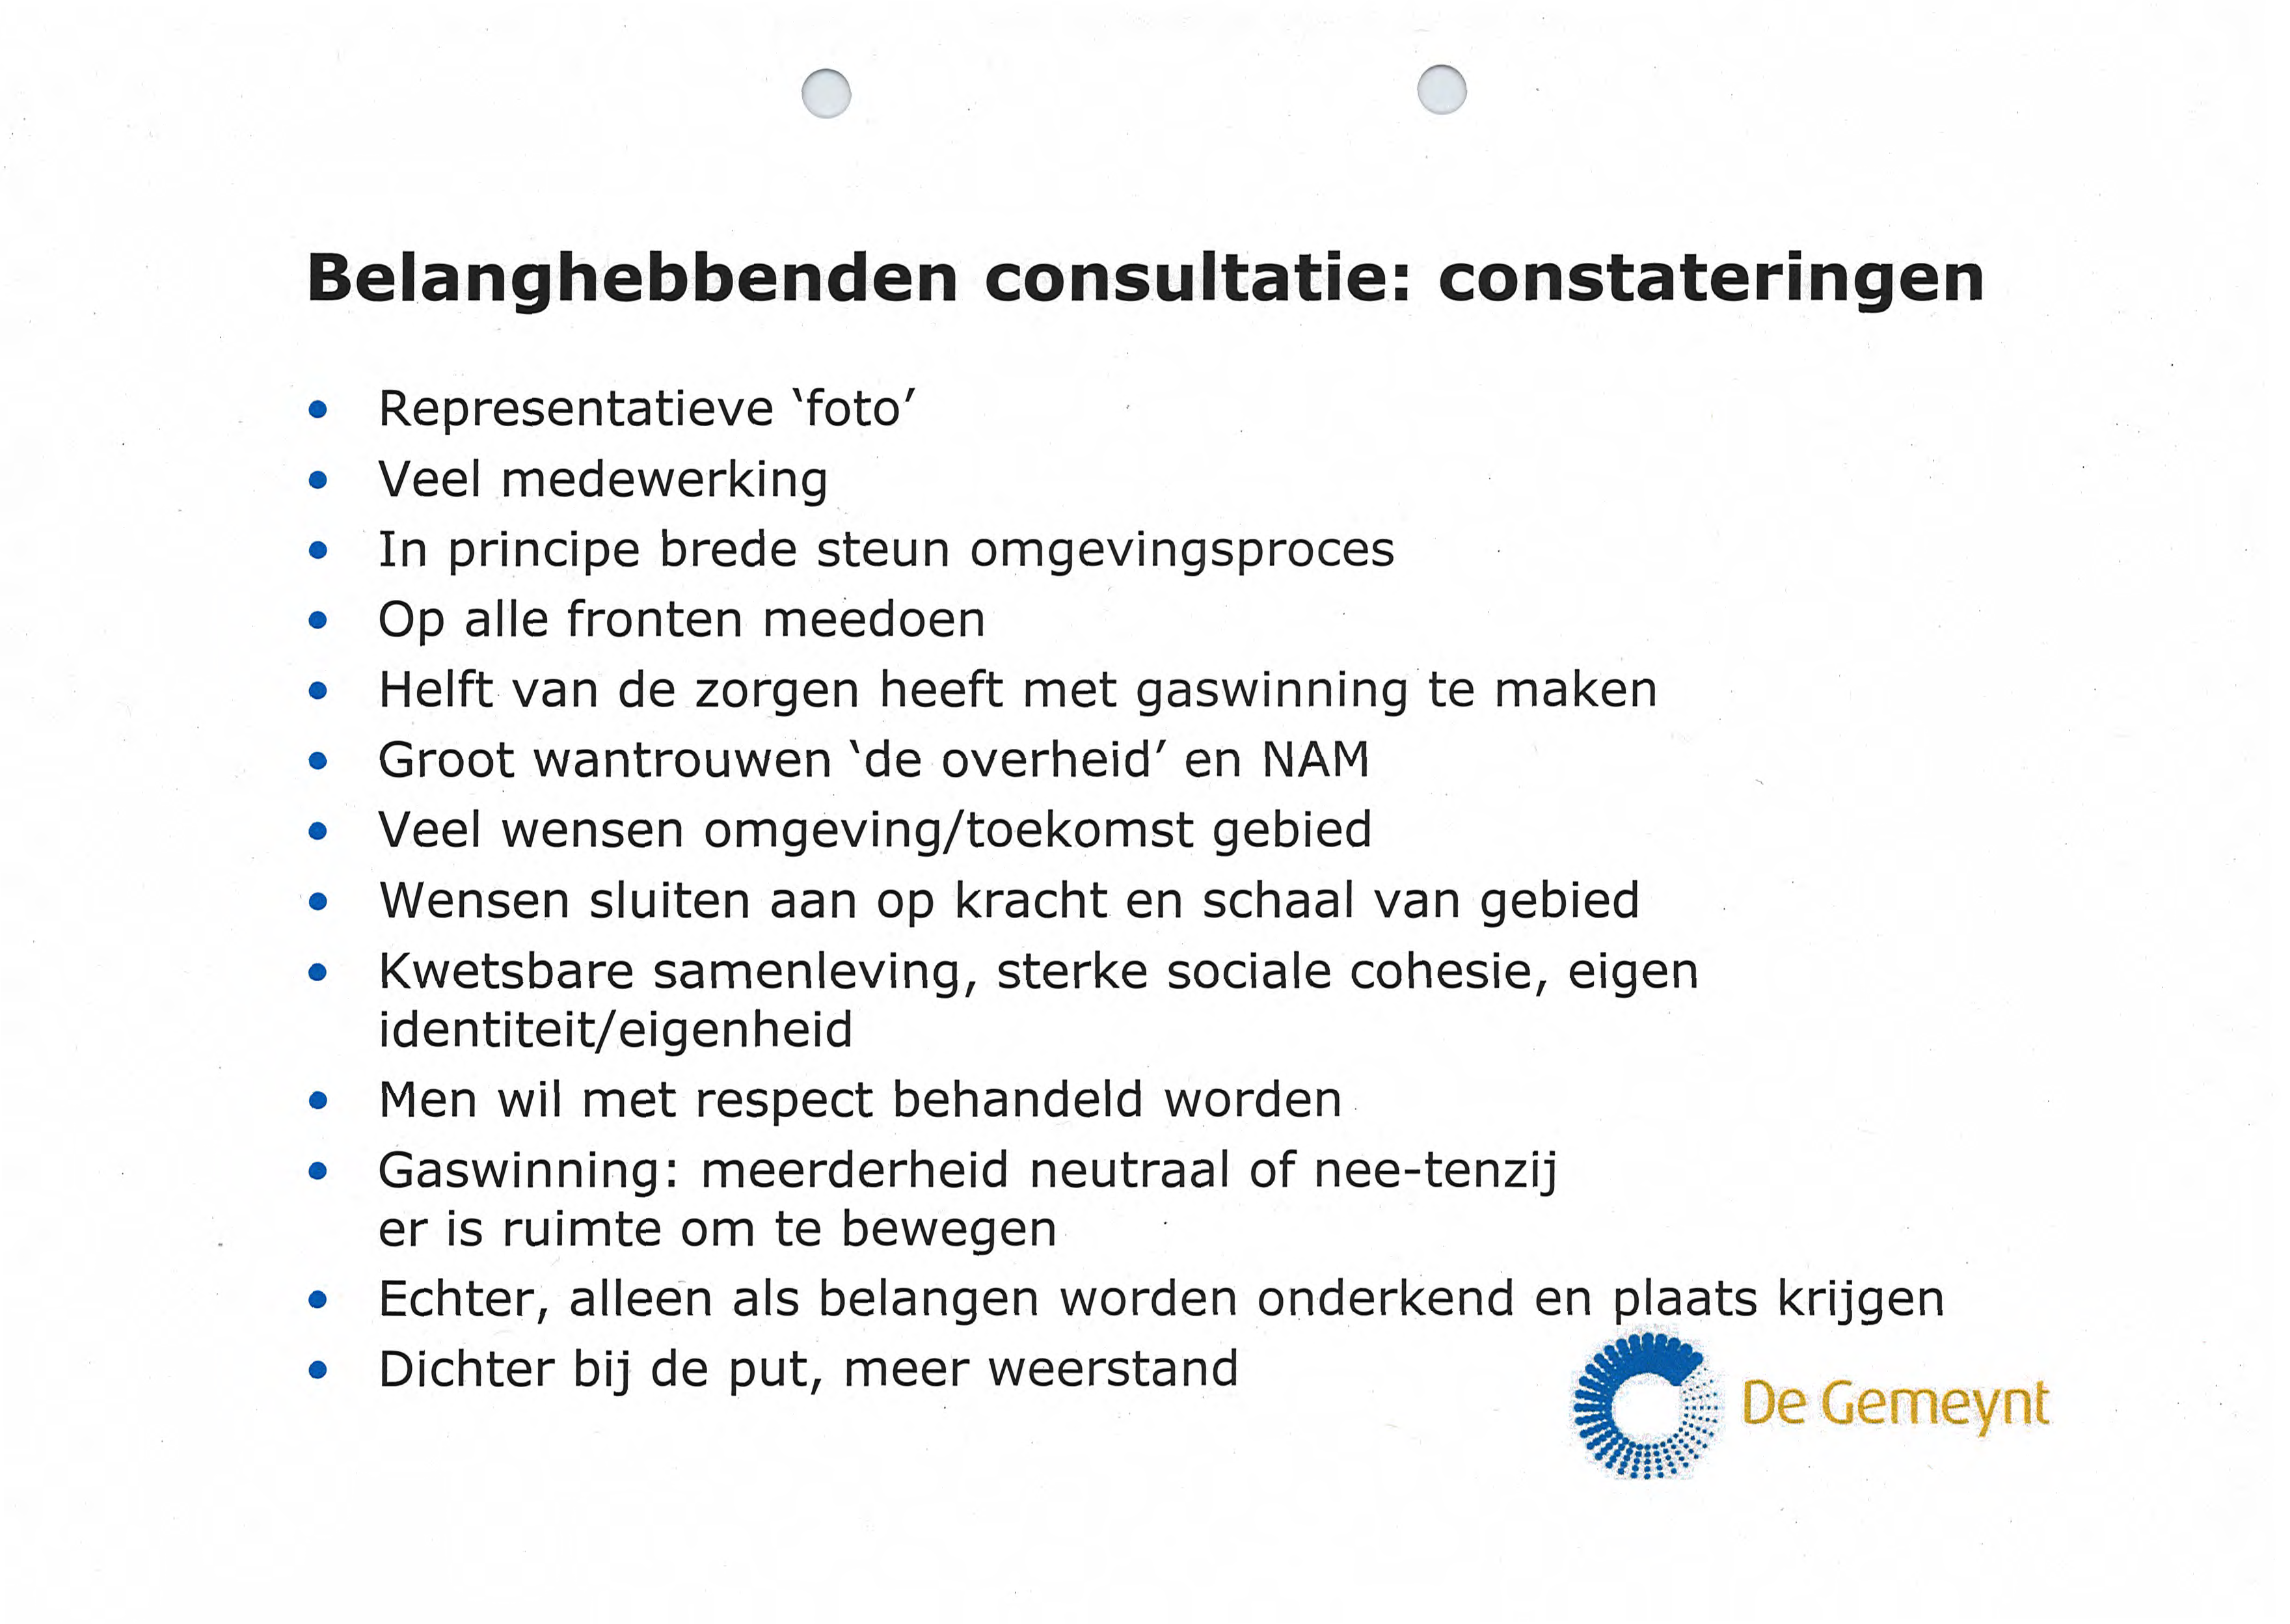 Belanghebbenden consultatie: constateringen
• Representatieve ‘foto’
• Veel medewerking
• In principe brede steun omgevingsproces
• Op alle fronten meedoen
• Helft van de zorgen heeft met gaswinning te maken
• Groot wantrouwen ‘de overheid’ en NAM
• Veel wensen omgeving/toekomst gebied
• Wensen sluiten aan op kracht en schaal van gebied
• Kwetsbare samenleving, sterke sociale cohesie, eigen
identiteit/eigenheid
• Men wil met respect behandeld worden
• Gaswinning: meerderheid neutraal of nee-tenzij
er is ruimte om te bewegen
• Echter, alleen als belangen worden onderkend en plaats krijgen
• Dichter bij de put, meer weerstand
De Gemeynt